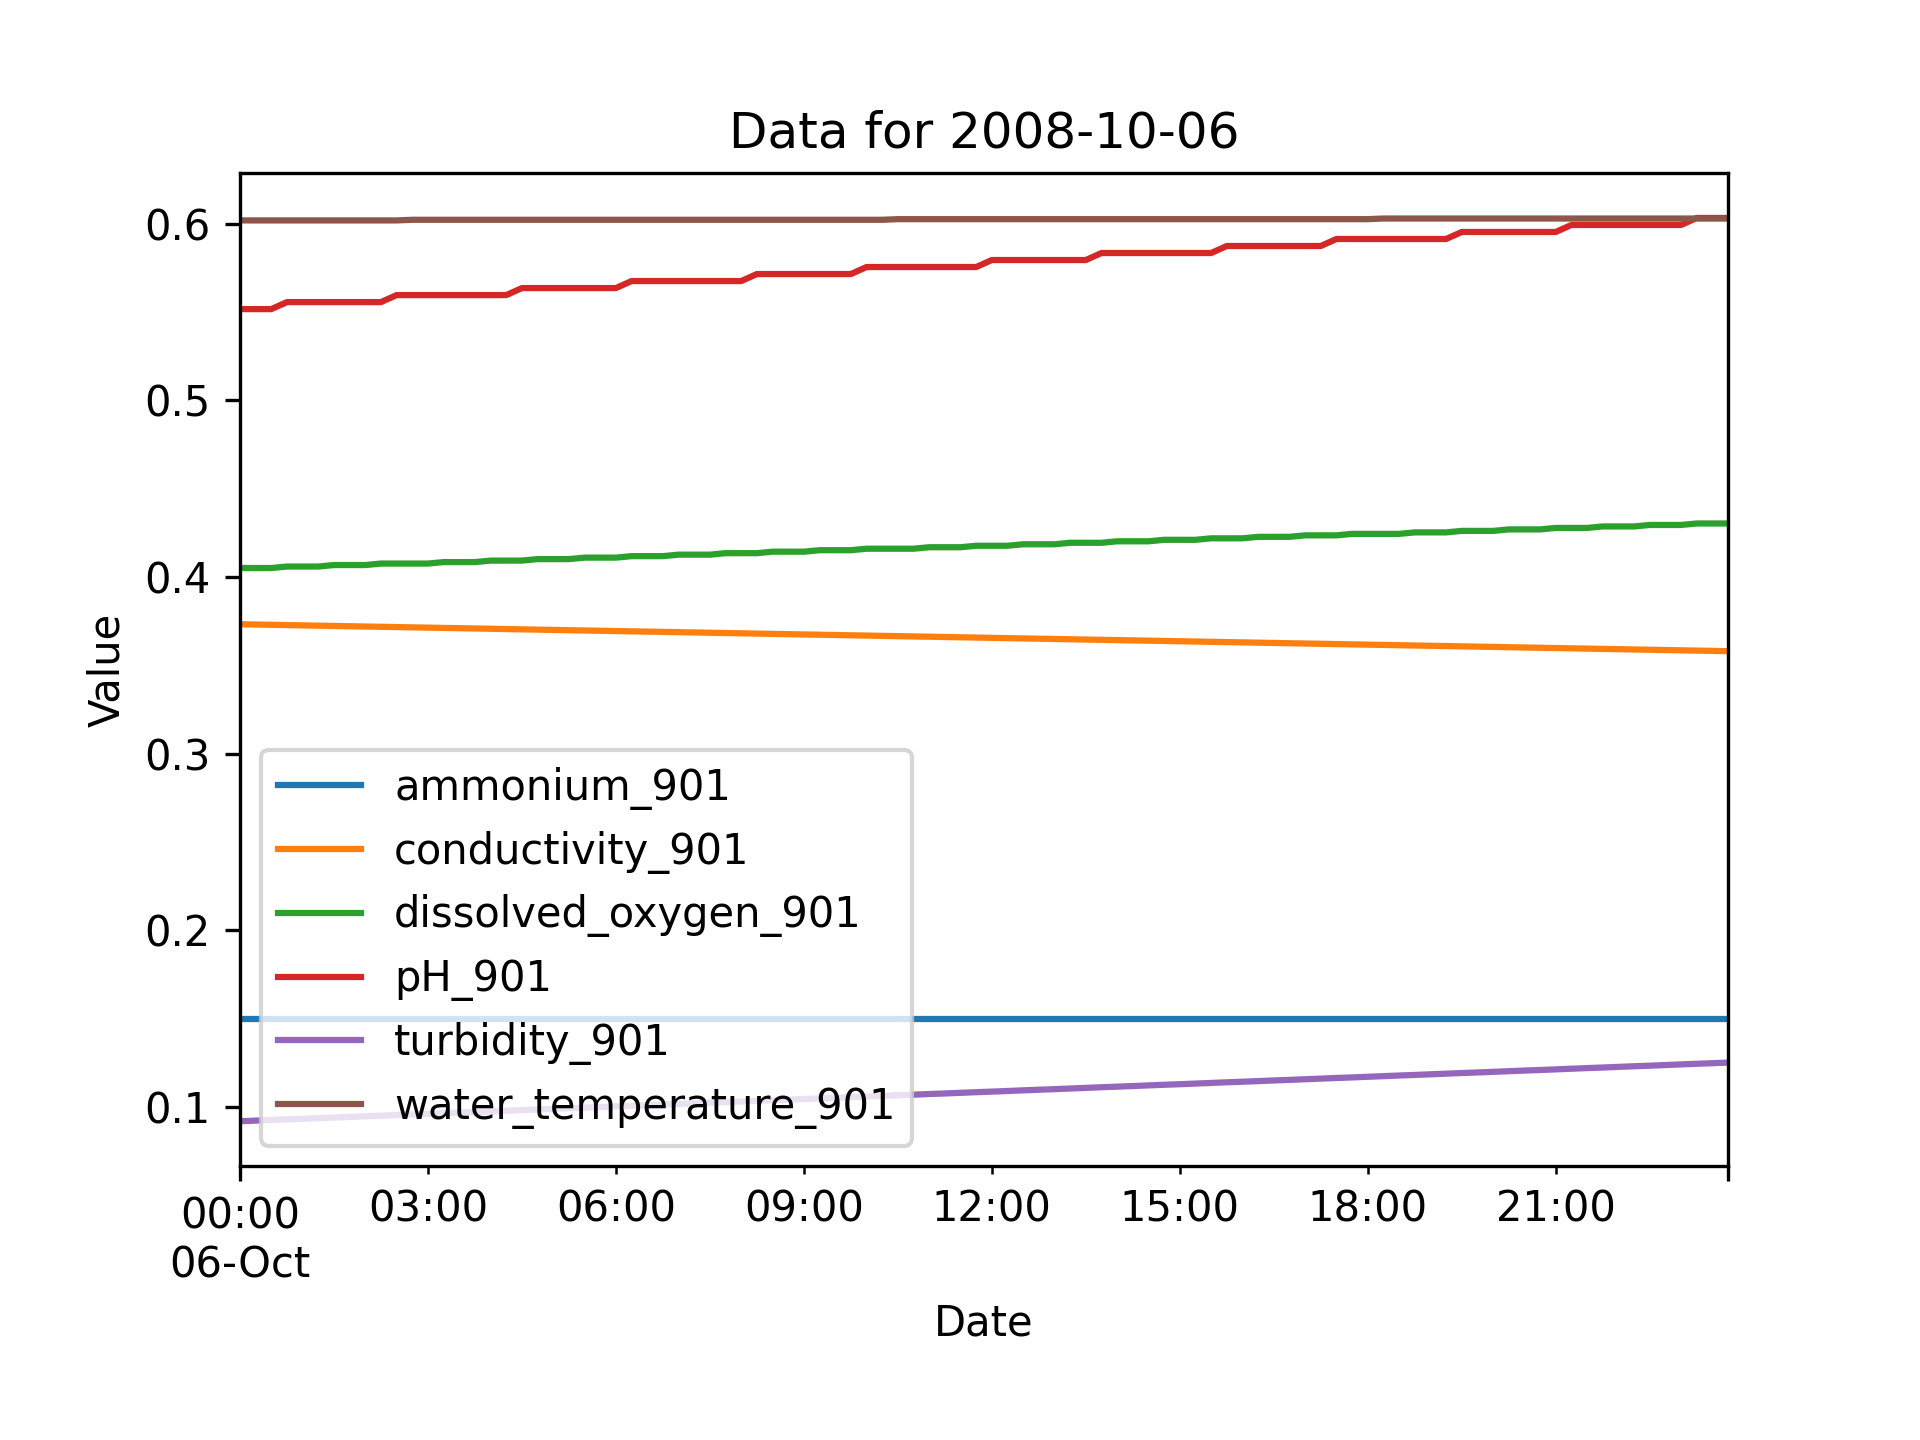 Data for 2008-10-06
0.6
0.5
0.4
0.3
0.2
0.1
Value
ammonium_901
conductivity_901
dissolved_oxygen_901
pH_901
turbidity_901
water_temperature_901
00:00 03:00 06:00 09:00 12:00 15:00 18:00 21:00
06-Oct
Date